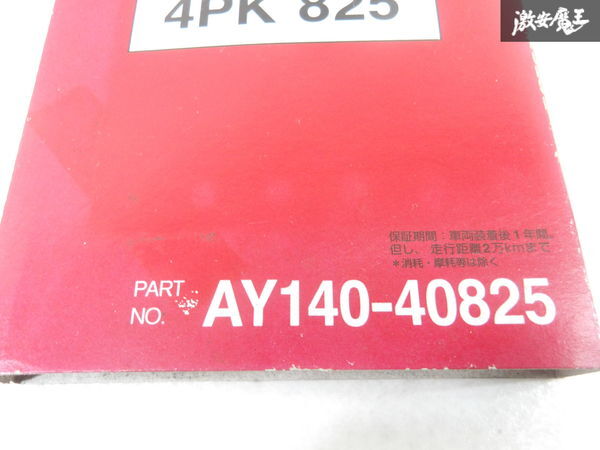 激安魔王
4PK 825
保証期間：車両装着後1年間。
但し、走行距離2万kmまで
＊消耗・摩耗等は除く
PART
NO. AY140-40825